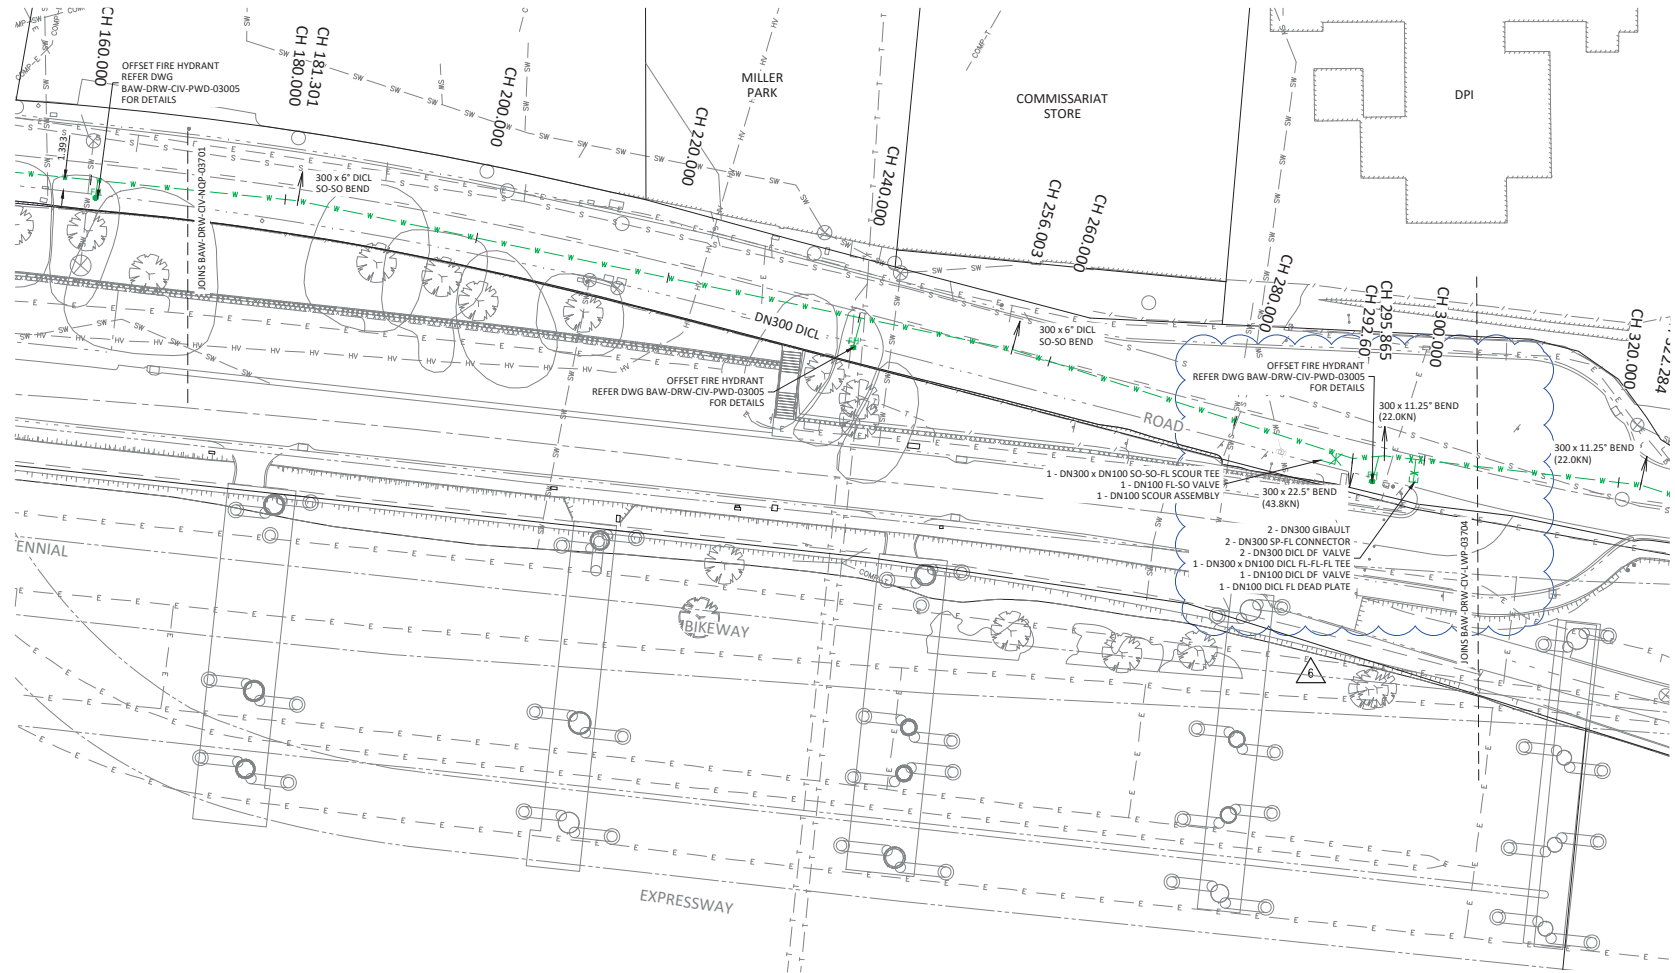 CH 160.000
OFFSET FIRE HYDRANT
REFER DWG
BAW-DRW-CIV-PWD-03005
FOR DETAILS
1.393
JOINS BAW-DRW-CIV-NQP-03701
CH 180.000
CH 181.301
300 x 6° DICL
SO-SO BEND
CH 200.000
CH 220.000
MILLER
PARK
CH 240.000
COMMISSARIAT
STORE
CH 256.003
CH 260.000
DPI
CH 280.000
CH 292.60
CH 295.865
CH 300.000
CH 320.000
322.284
DN300 DICL
300 x 6° DICL
SO-SO BEND
OFFSET FIRE HYDRANT
REFER DWG BAW-DRW-CIV-PWD-03005
FOR DETAILS
OFFSET FIRE HYDRANT
REFER DWG BAW-DRW-CIV-PWD-03005
FOR DETAILS
ROAD
300 x 11.25° BEND
(22.0KN)
300 x 11.25° BEND
(22.0KN)
1 - DN300 x DN100 SO-SO-FL SCOUR TEE
1 - DN100 FL-SO VALVE
1 - DN100 SCOUR ASSEMBLY
300 x 22.5° BEND
(43.8KN)
2 - DN300 GIBAULT
2 - DN300 SP-FL CONNECTOR
2 - DN300 DICL DF VALVE
1 - DN300 x DN100 DICL FL-FL-FL TEE
1 - DN100 DICL DF VALVE
1 - DN100 DICL FL DEAD PLATE
JOINS BAW-DRW-CIV-LWP-03704
ENNIAL
BIKEWAY
6
EXPRESSWAY